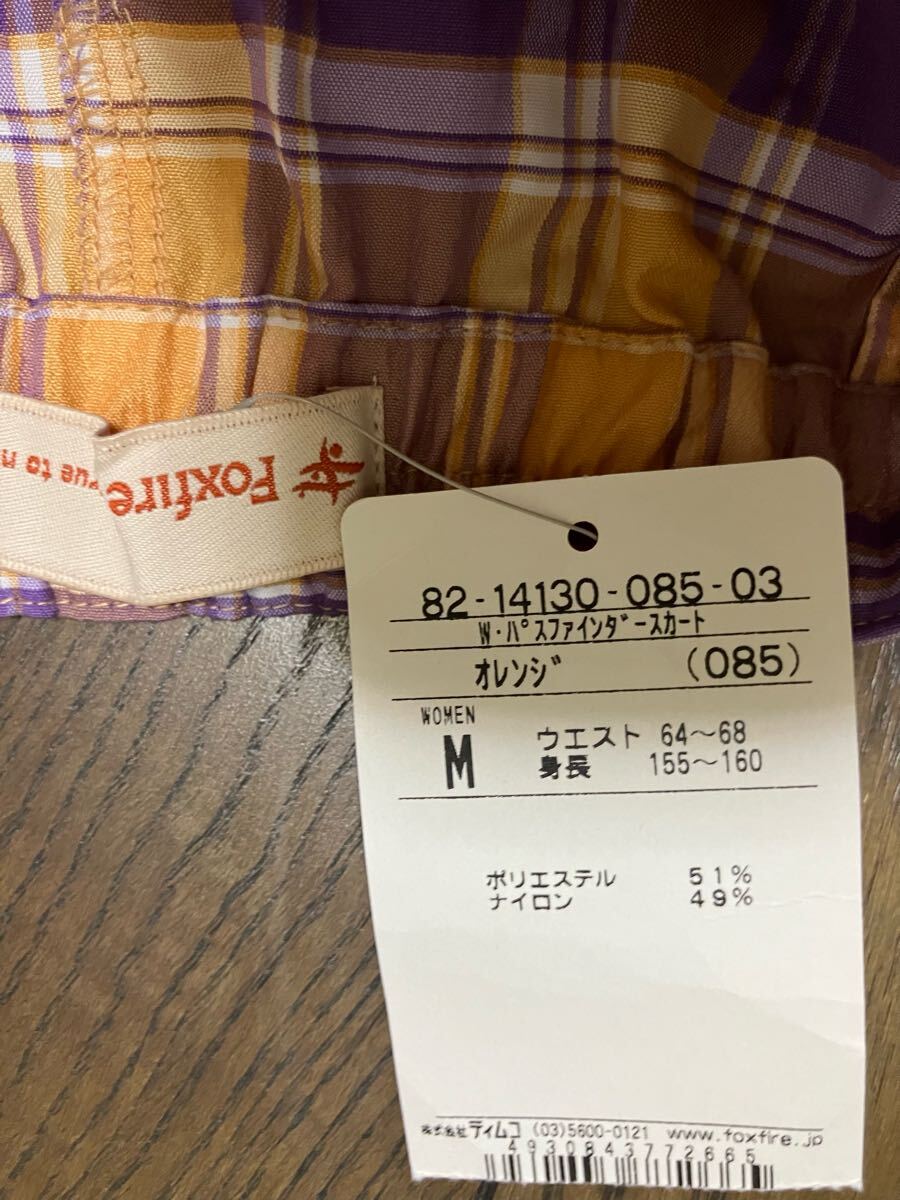 Foxfire
ue to n
82-14130-085-03
W・パスファインダースカート
オレンジ (085)
WOMEN
M
ウエスト 64～68
身長 155～160
ポリエステル 51%
ナイロン 49%
株式会社ティムコ (03)5600-0121 www.foxfire.jp
4930843772665